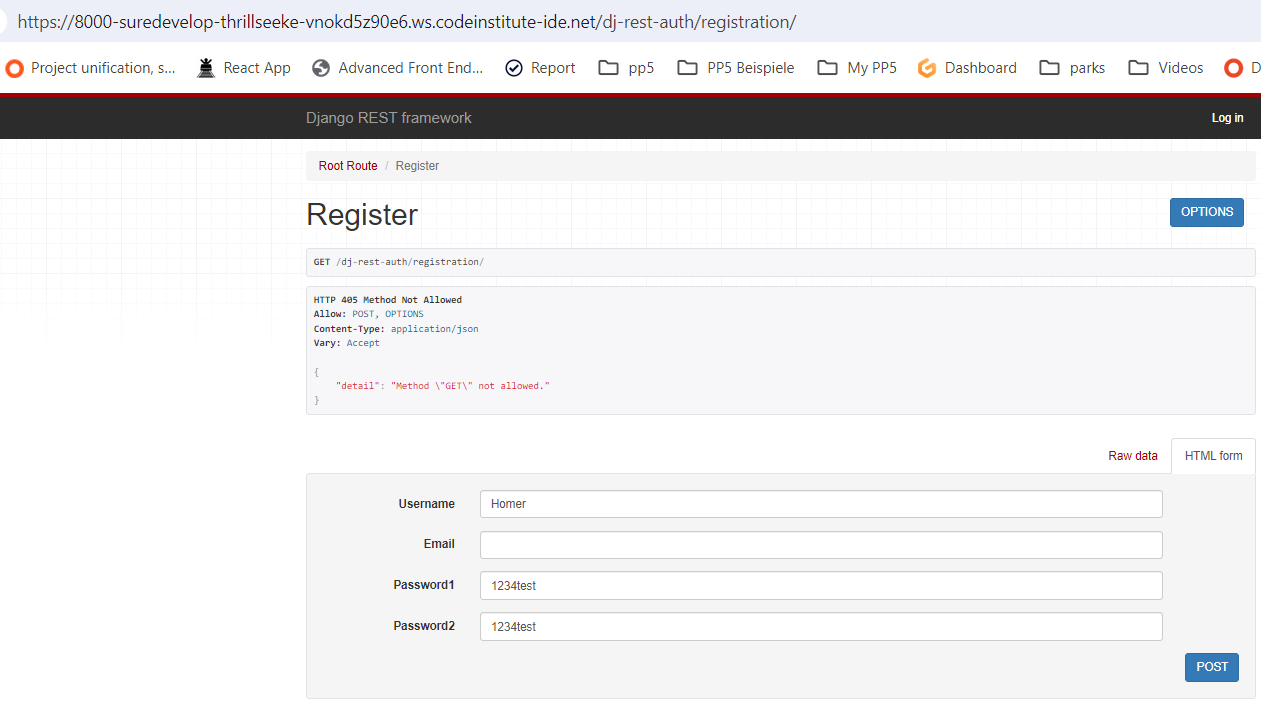 https://8000-suredevelop-thrillseeke-vnokd5z90e6.ws.codeinstitute-ide.net/dj-rest-auth/registration/
Project unification, s... React App Advanced Front End... Report pp5 PP5 Beispiele My PP5 Dashboard parks Videos D
Django REST framework Log in
Root Route / Register
Register OPTIONS
GET /dj-rest-auth/registration/
HTTP 405 Method Not Allowed
Allow: POST, OPTIONS
Content-Type: application/json
Vary: Accept
{
"detail": "Method \"GET\" not allowed."
}
Raw data HTML form
Username Homer
Email
Password1 1234test
Password2 1234test
POST